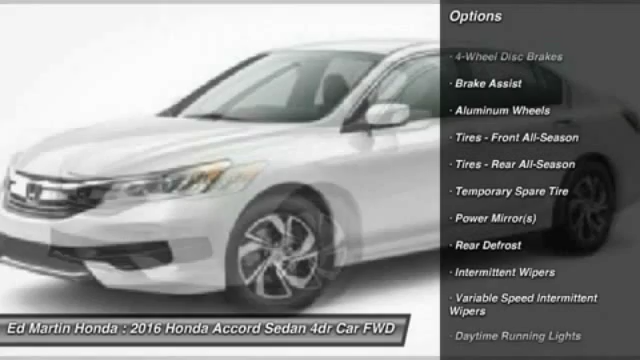 Options
· 4-Wheel Disc Brakes
· Brake Assist
· Aluminum Wheels
· Tires - Front All-Season
· Tires - Rear All-Season
· Temporary Spare Tire
· Power Mirror(s)
· Rear Defrost
· Intermittent Wipers
· Variable Speed Intermittent
Wipers
· Daytime Running Lights
Ed Martin Honda : 2016 Honda Accord Sedan 4dr Car FWD